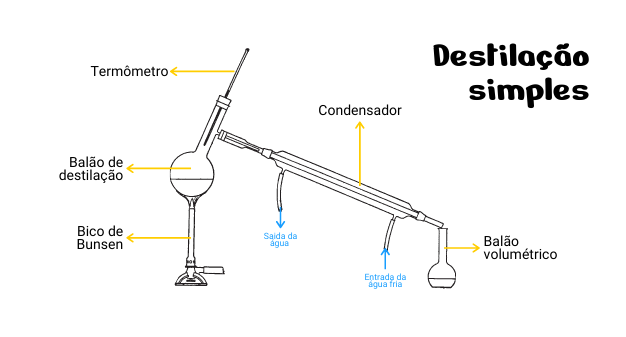 Destilação
simples
Termômetro
Condensador
Balão de
destilação
Bico de
Bunsen
Saída da
água
Entrada da
água fria
Balão
volumétrico